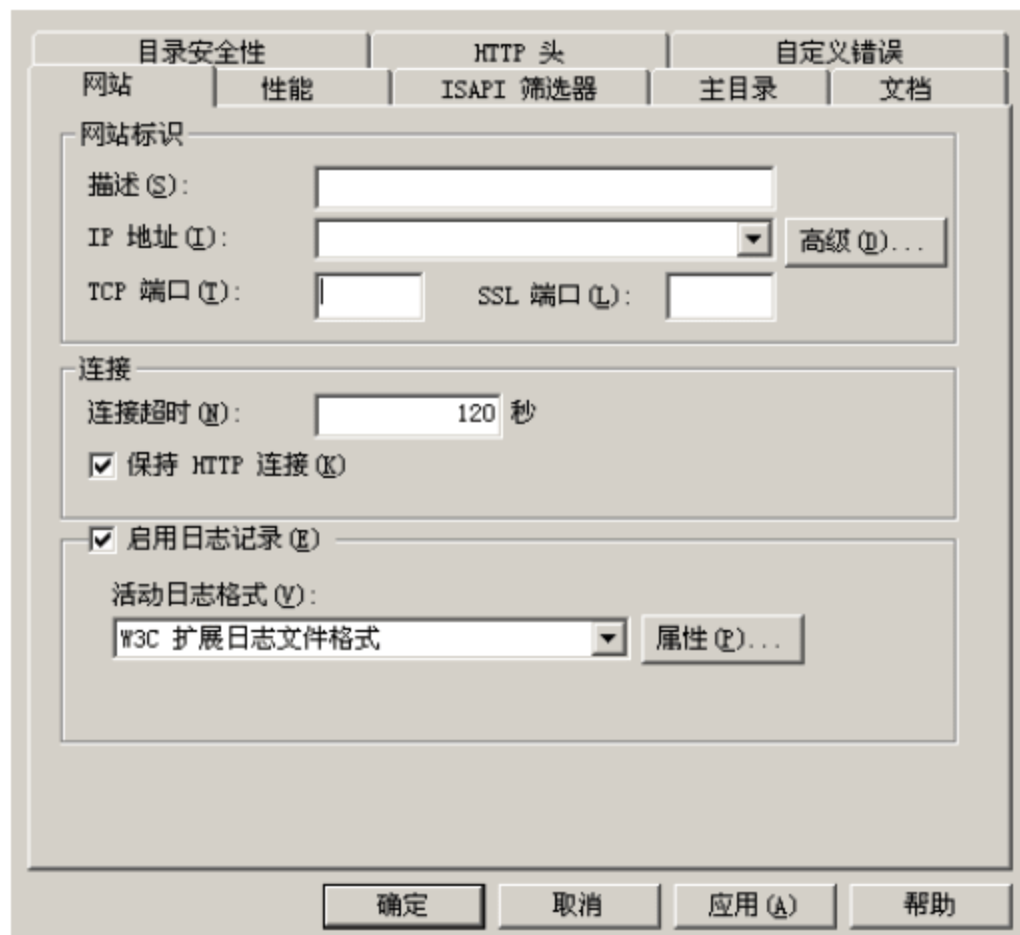 目录安全性 HTTP 头 自定义错误
网站 性能 ISAPI 筛选器 主目录 文档
网站标识
描述(S):
IP 地址(I): 高级(D)...
TCP 端口(T): SSL 端口(L):
连接
连接超时(N): 120 秒
保持 HTTP 连接(K)
启用日志记录(E)
活动日志格式(V):
W3C 扩展日志文件格式 属性(P)...
确定 取消 应用(A) 帮助